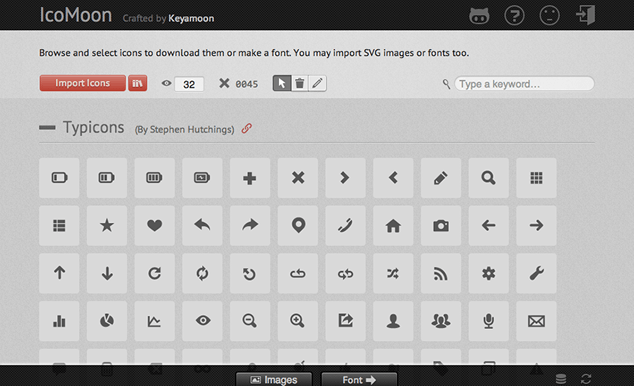 IcoMoon Crafted by Keyamoon
Browse and select icons to download them or make a font. You may import SVG images or fonts too.
Import Icons 32 0045 Type a keyword...
Typicons (By Stephen Hutchings)
Images Font